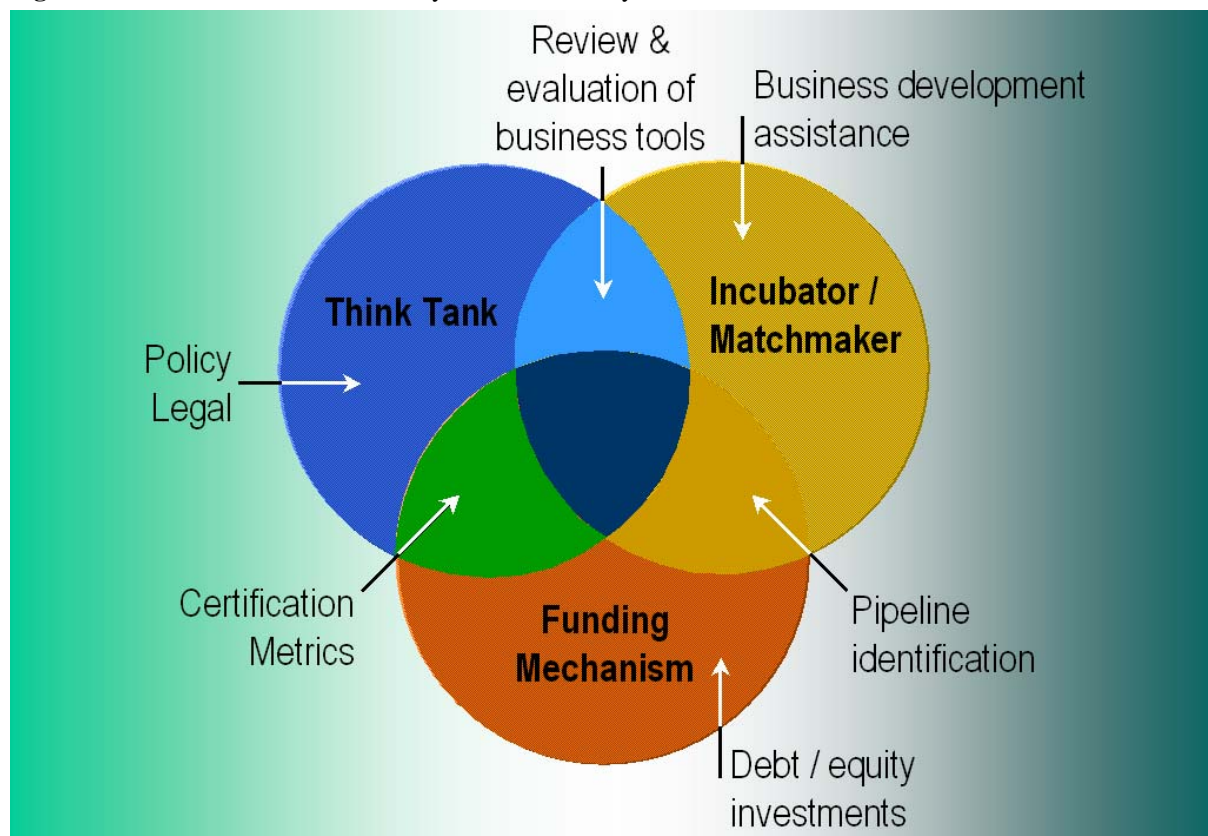 Review &
evaluation of
business tools
Business development
assistance
Think Tank
Incubator /
Matchmaker
Policy
Legal
Certification
Metrics
Funding
Mechanism
Pipeline
identification
Debt / equity
investments